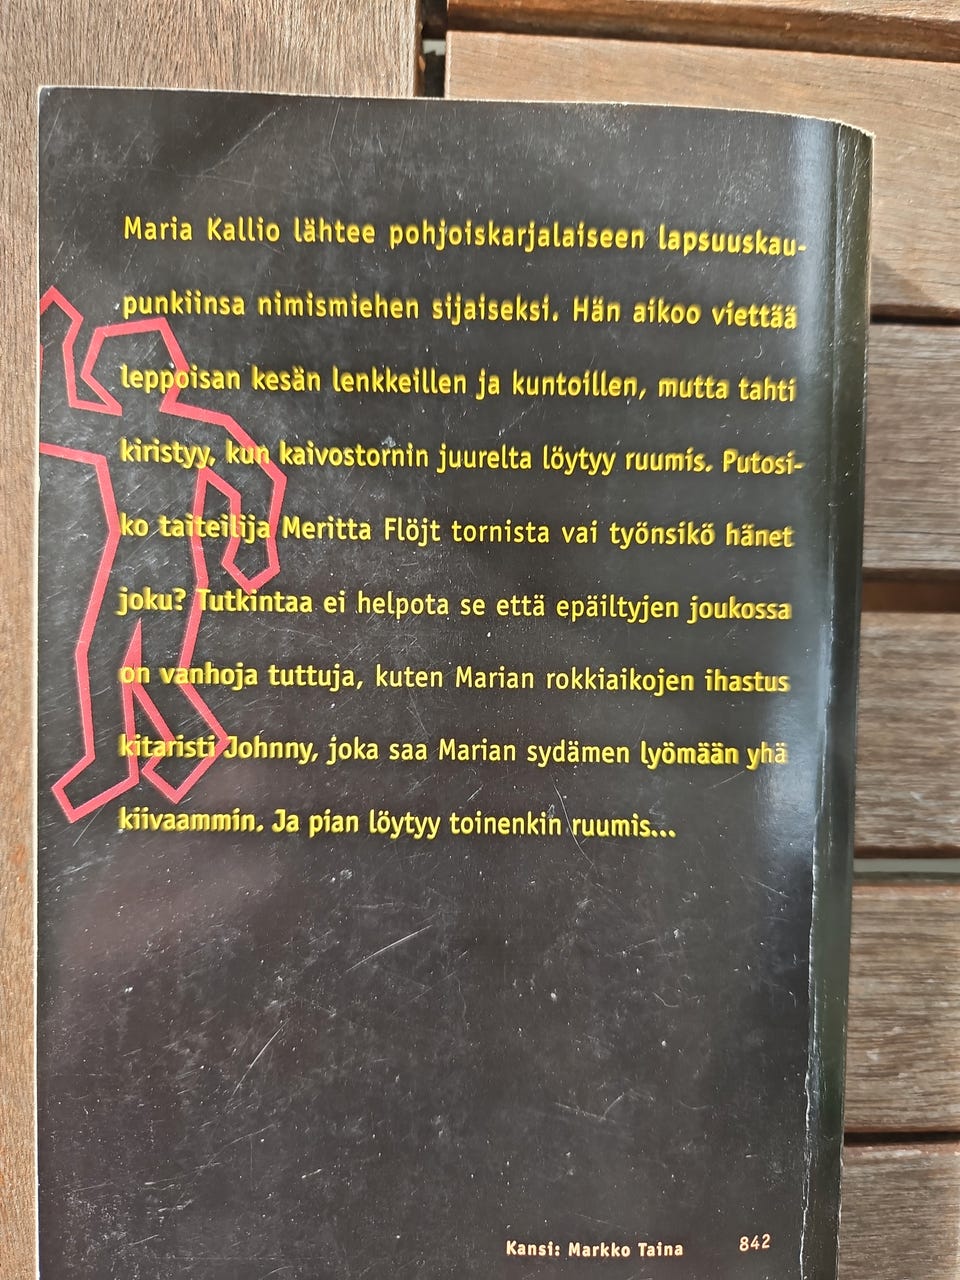 Maria Kallio lähtee pohjoiskarjalaiseen lapsuuskau-
punkiinsa nimismiehen sijaiseksi. Hän aikoo viettää
leppoisan kesän lenkkeillen ja kuntoillen, mutta tahti
kiristyy, kun kaivostornin juurelta löytyy ruumis. Putosi-
ko taiteilija Meritta Flöjt tornista vai työnsikö hänet
joku? Tutkintaa ei helpota se että epäiltyjen joukossa
on vanhoja tuttuja, kuten Marian rokkiaikojen ihastus
kitaristi Johnny, joka saa Marian sydämen lyömään yhä
kiivaammin. Ja pian löytyy toinenkin ruumis...
Kansi: Markko Taina 842